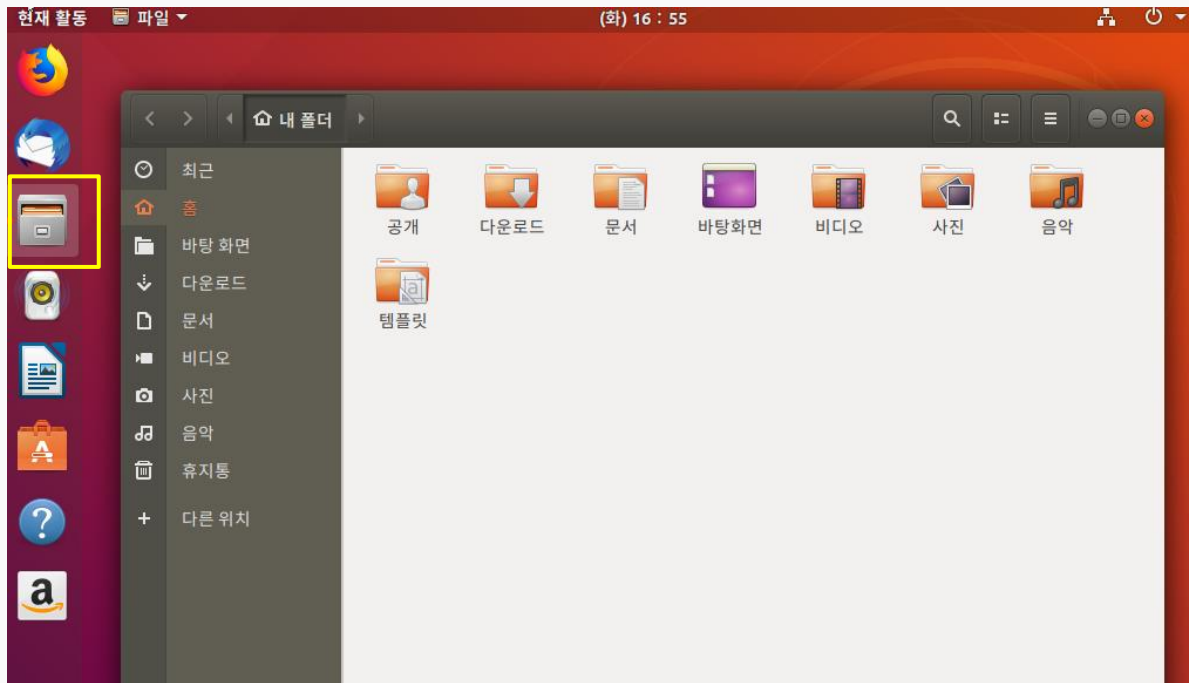 현재 활동 파일 (화) 16 : 55
내 폴더
최근
홈
바탕 화면
다운로드
문서
비디오
사진
음악
휴지통
다른 위치
공개 다운로드 문서 바탕화면 비디오 사진 음악
템플릿